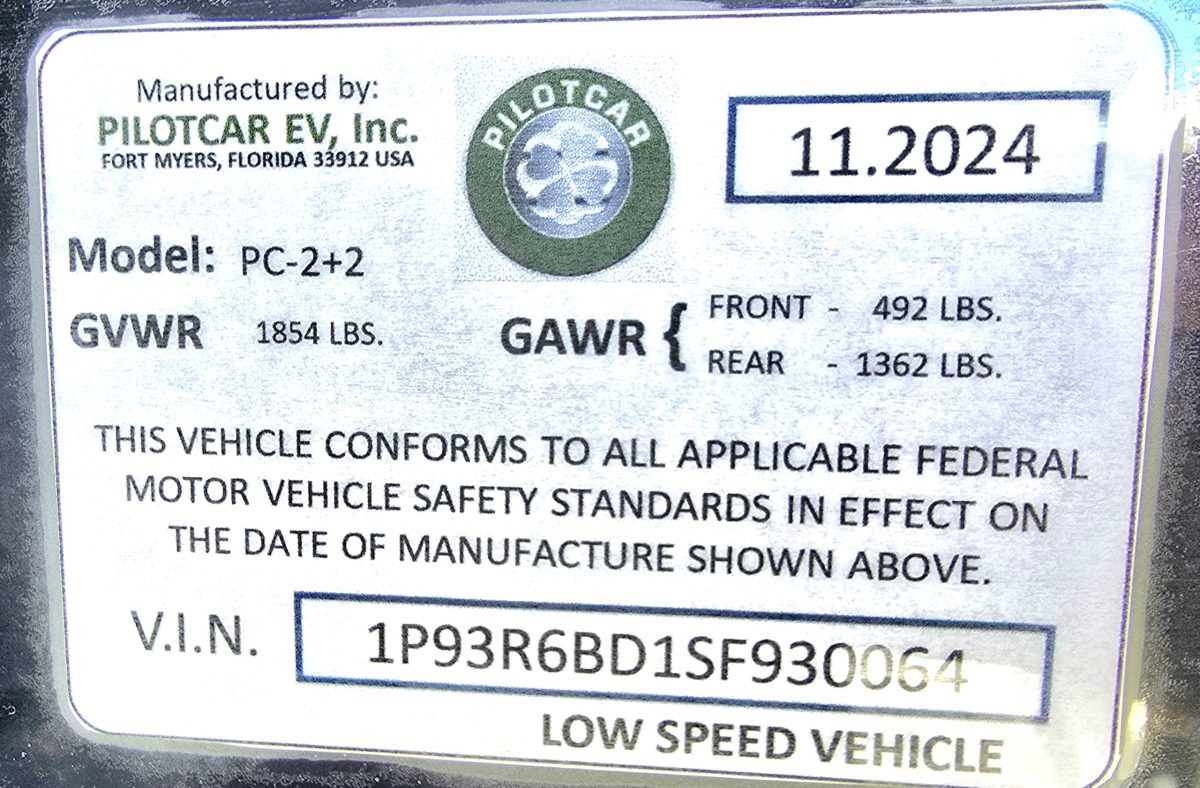 Manufactured by:
PILOTCAR EV, Inc.
FORT MYERS, FLORIDA 33912 USA
PILOTCAR
11.2024
Model: PC-2+2
GVWR 1854 LBS.
GAWR { FRONT - 492 LBS.
REAR - 1362 LBS.
THIS VEHICLE CONFORMS TO ALL APPLICABLE FEDERAL
MOTOR VEHICLE SAFETY STANDARDS IN EFFECT ON
THE DATE OF MANUFACTURE SHOWN ABOVE.
V.I.N. 1P93R6BD1SF930064
LOW SPEED VEHICLE